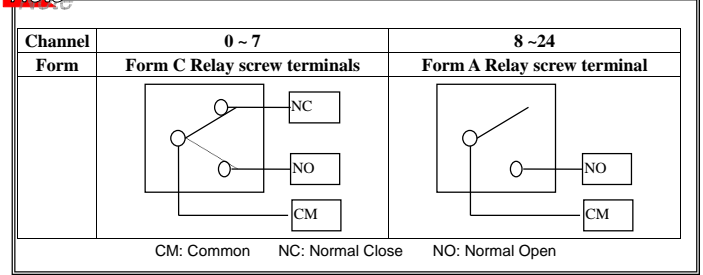 Note
Channel 0 ~ 7 8 ~24
Form Form C Relay screw terminals Form A Relay screw terminal
NC
NO NO
CM CM
CM: Common NC: Normal Close NO: Normal Open